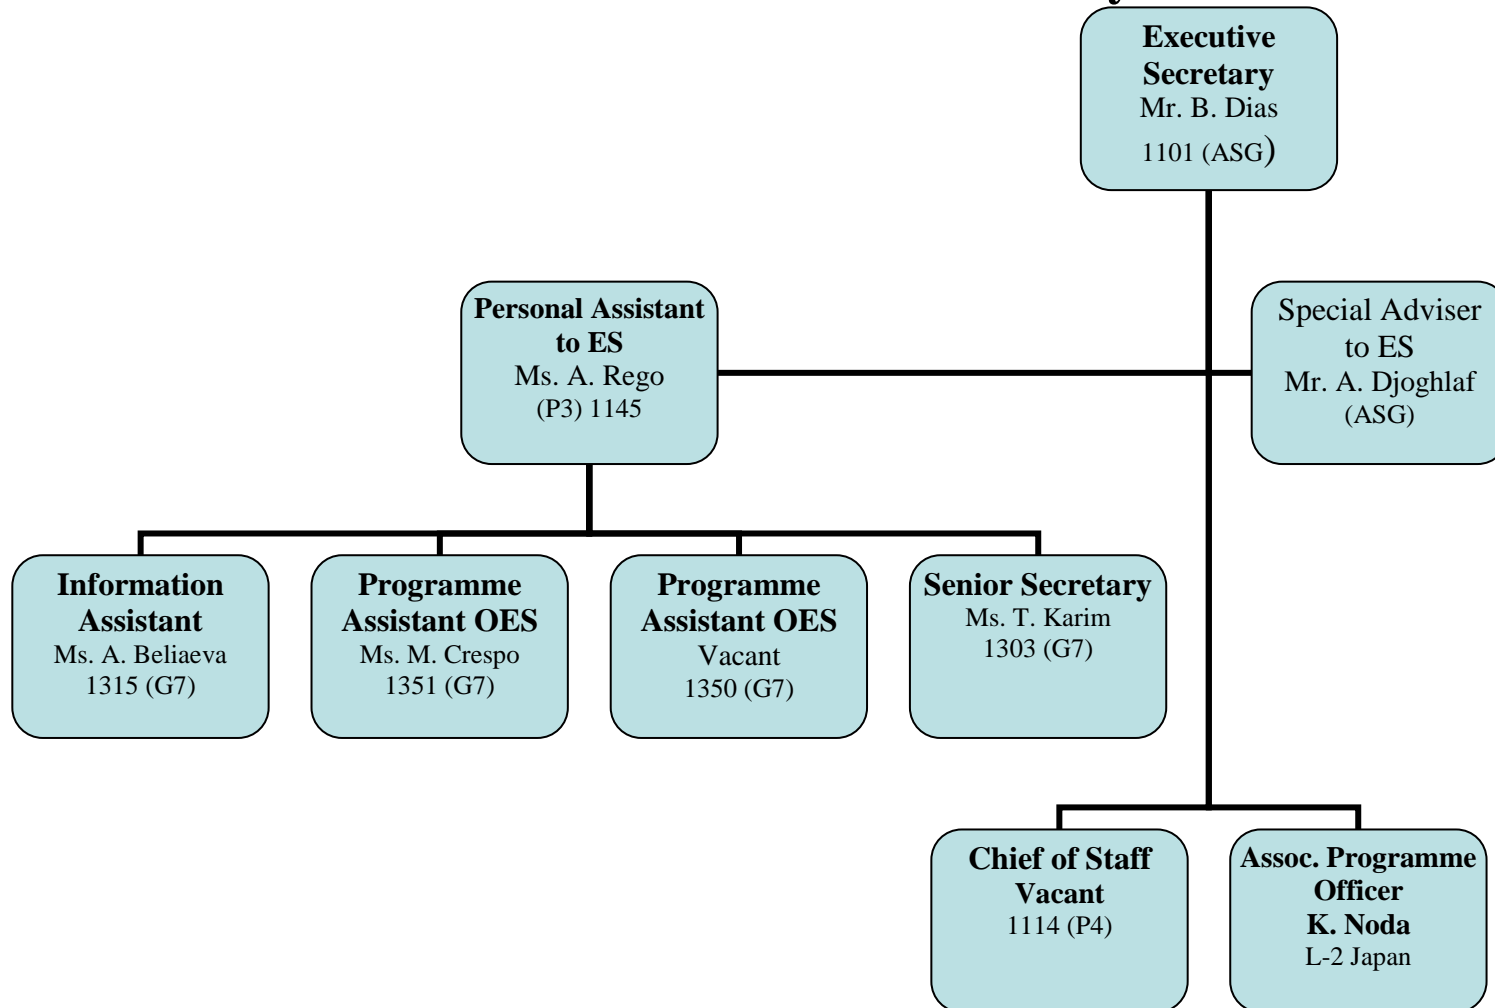 Executive
Secretary
Mr. B. Dias
1101 (ASG)
Personal Assistant
to ES
Ms. A. Rego
(P3) 1145
Special Adviser
to ES
Mr. A. Djoghlaf
(ASG)
Information
Assistant
Ms. A. Beliaeva
1315 (G7)
Programme
Assistant OES
Ms. M. Crespo
1351 (G7)
Programme
Assistant OES
Vacant
1350 (G7)
Senior Secretary
Ms. T. Karim
1303 (G7)
Chief of Staff
Vacant
1114 (P4)
Assoc. Programme
Officer
K. Noda
L-2 Japan